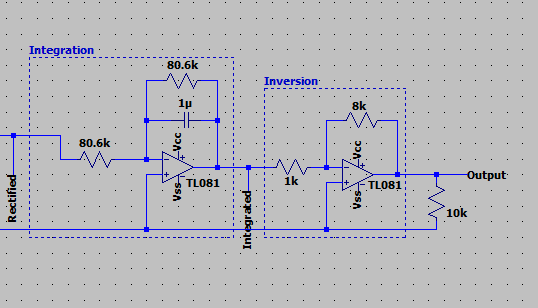 Integration
80.6k
1µ
80.6k
Vcc
Vss
TL081
Rectified
Integrated
Inversion
8k
1k
Vcc
Vss
TL081
Output
10k